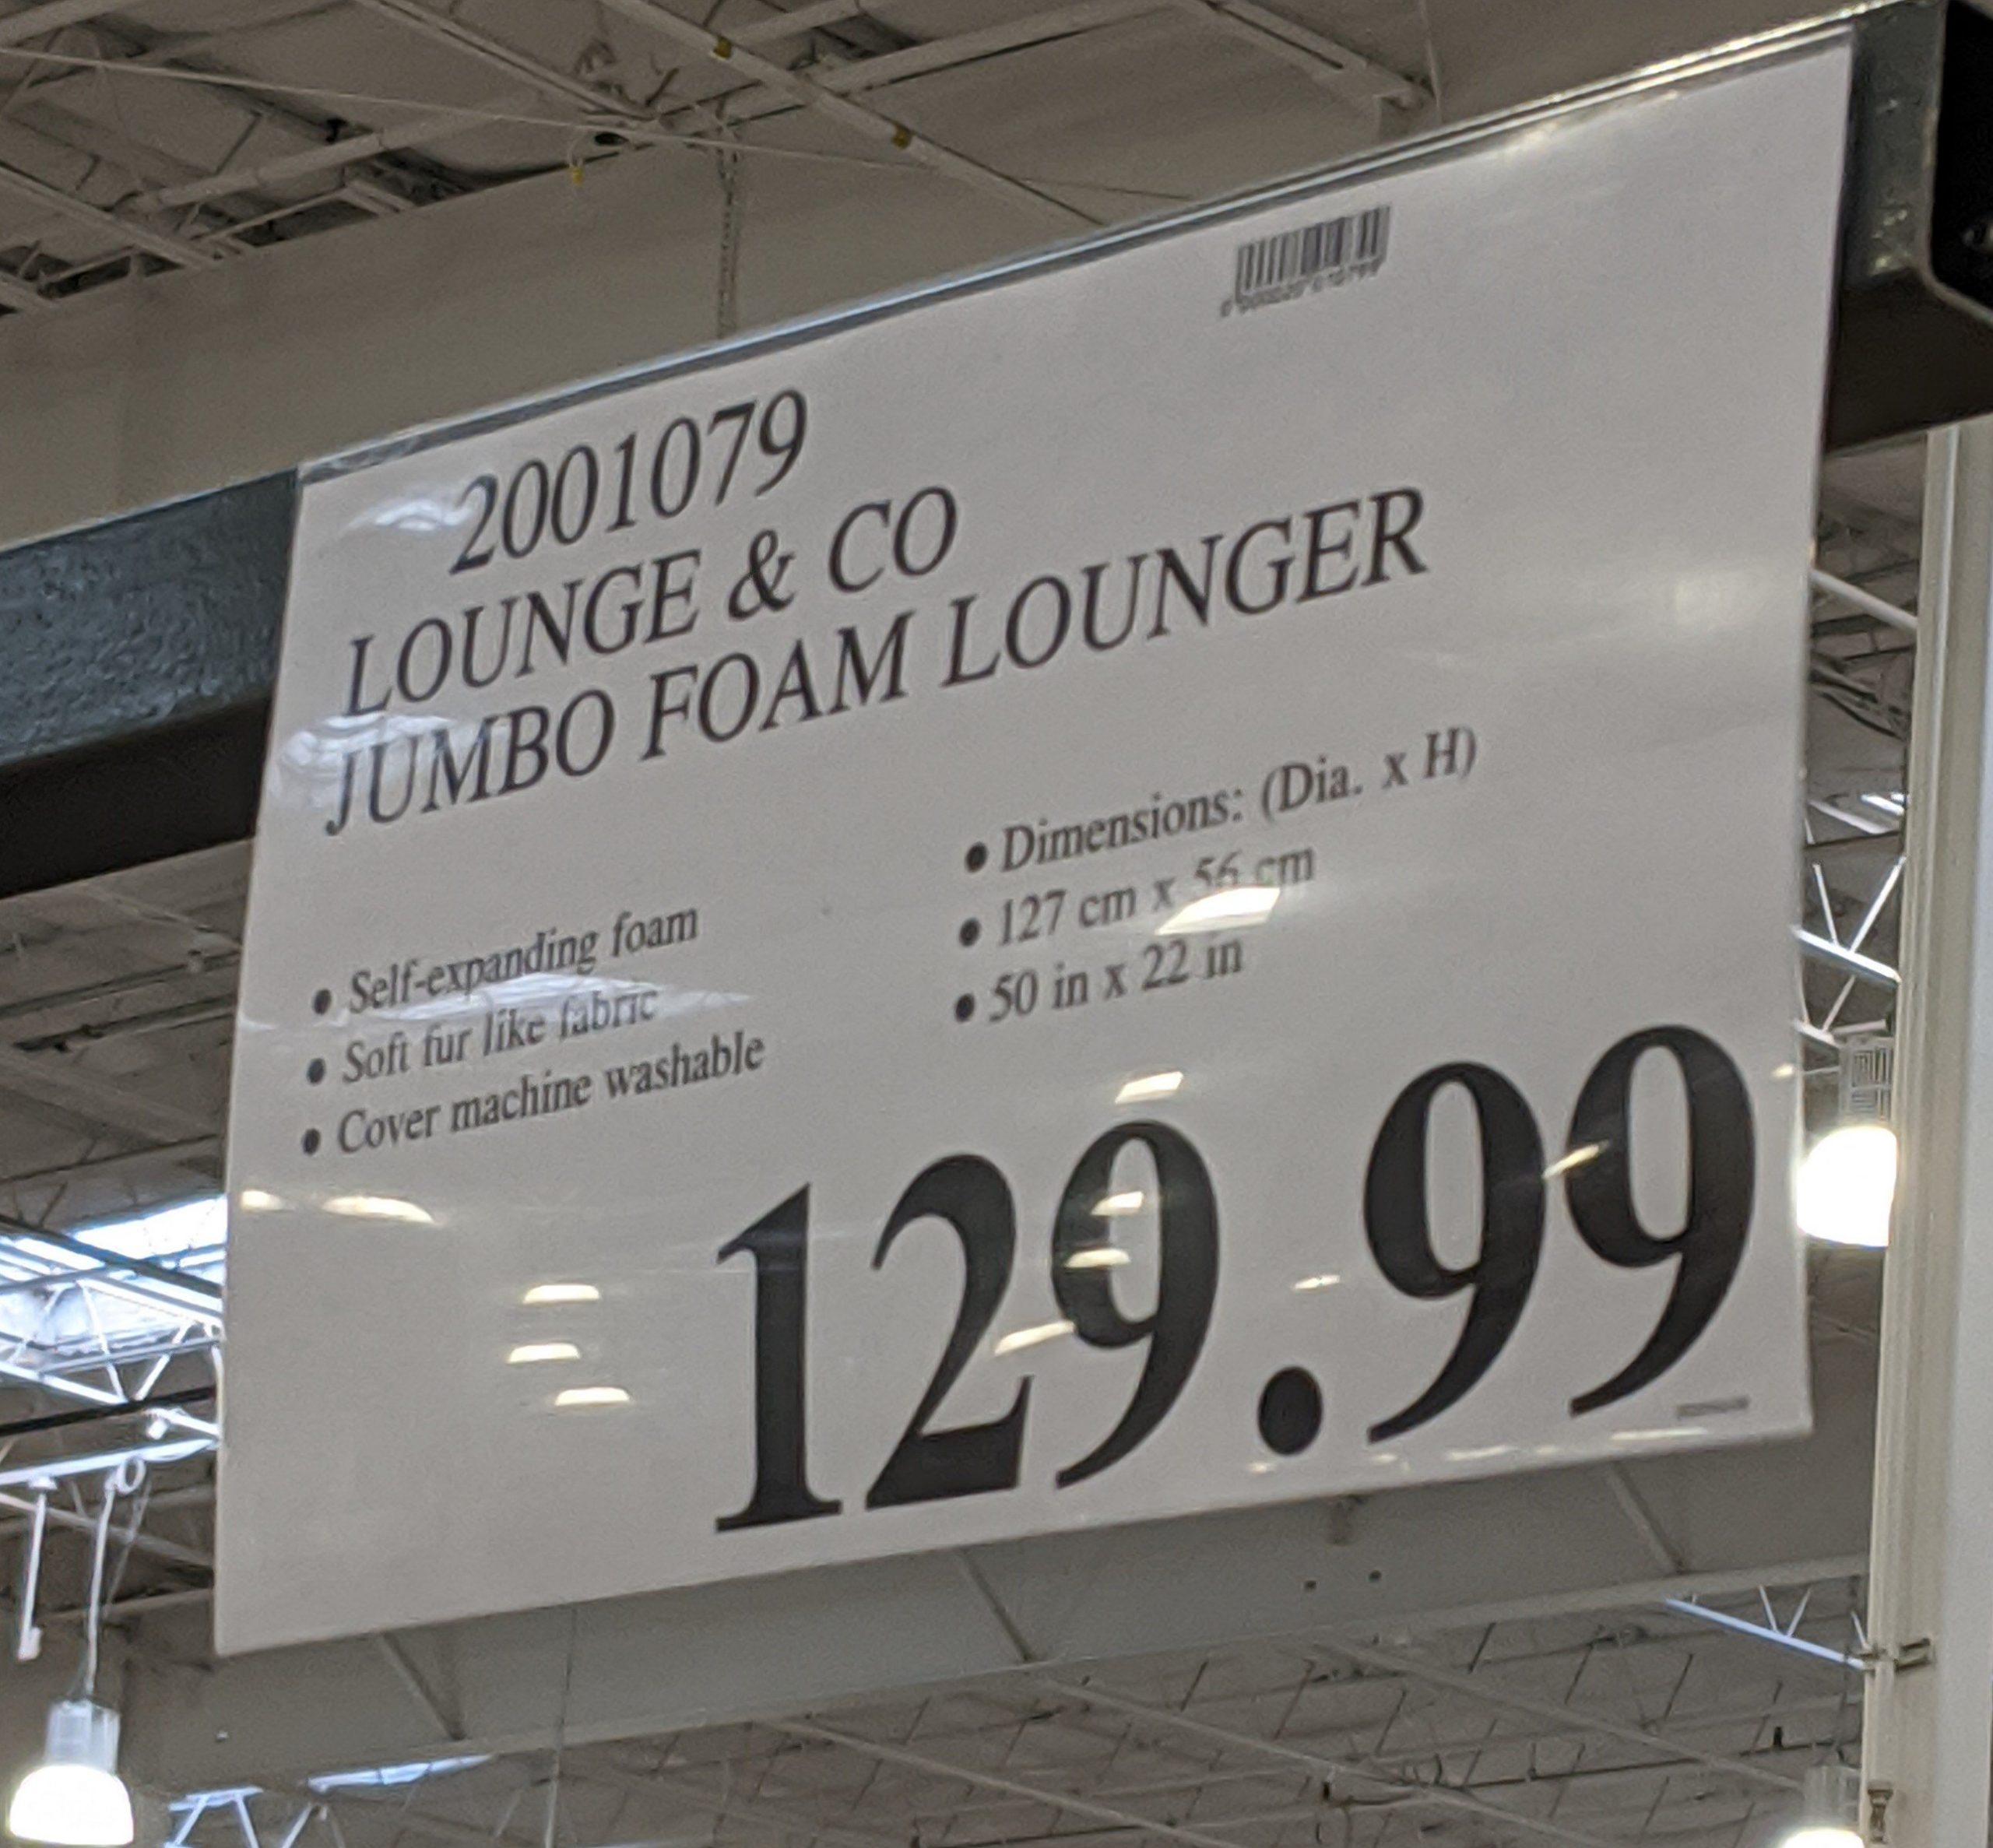 2001079
LOUNGE & CO
JUMBO FOAM LOUNGER
• Self-expanding foam
• Soft fur like fabric
• Cover machine washable
• Dimensions: (Dia. x H)
• 127 cm x 56 cm
• 50 in x 22 in
129.99